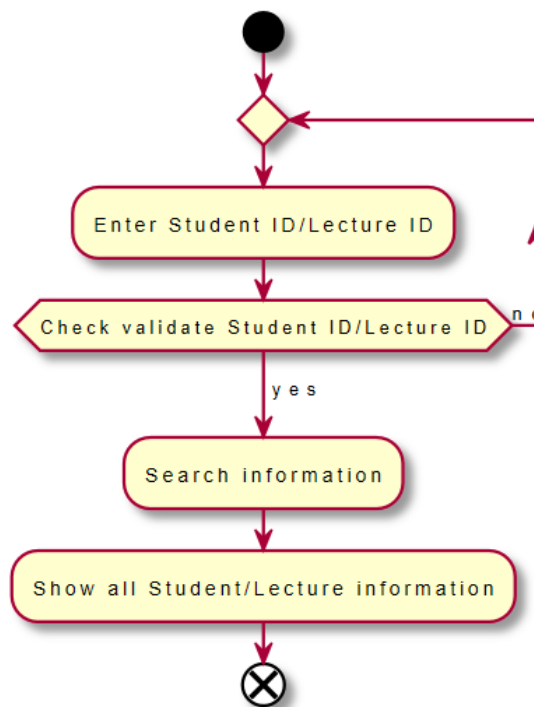 Enter Student ID/Lecture ID
Check validate Student ID/Lecture ID
yes
Search information
Show all Student/Lecture information